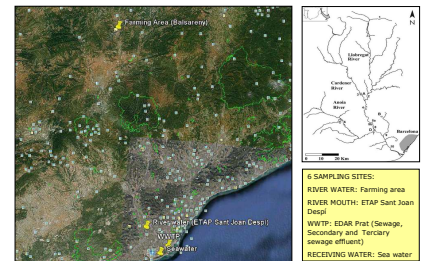 Farming Area (Balsareny)
River water (ETAP Sant Joan Despi)
WWTP
Seawater
N
Llobregat
River
Cardener
River
Anoia
River
Barcelona
0 10 20 Km
6 SAMPLING SITES:
RIVER WATER: Farming area
RIVER MOUTH: ETAP Sant Joan
Despí
WWTP: EDAR Prat (Sewage,
Secondary and Terciary
sewage effluent)
RECEIVING WATER: Sea water